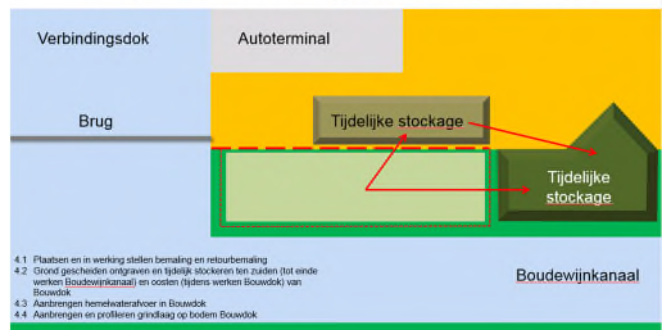 Verbindingsdok
Autoterminal
Brug
Tijdelijke stockage
Tijdelijke
stockage
4.1 Plaatsen en in werking stellen bemaling en retourbemaling
4.2 Grond gescheiden ontgraven en tijdelijk stockeren ten zuiden (tot einde
werken Boudewijnkanaal) en oosten (tijdens werken Bouwdok) van
Bouwdok
4.3 Aanbrengen hemelwaterafvoer in Bouwdok
4.4 Aanbrengen en profileren grindlaag op bodem Bouwdok
Boudewijnkanaal